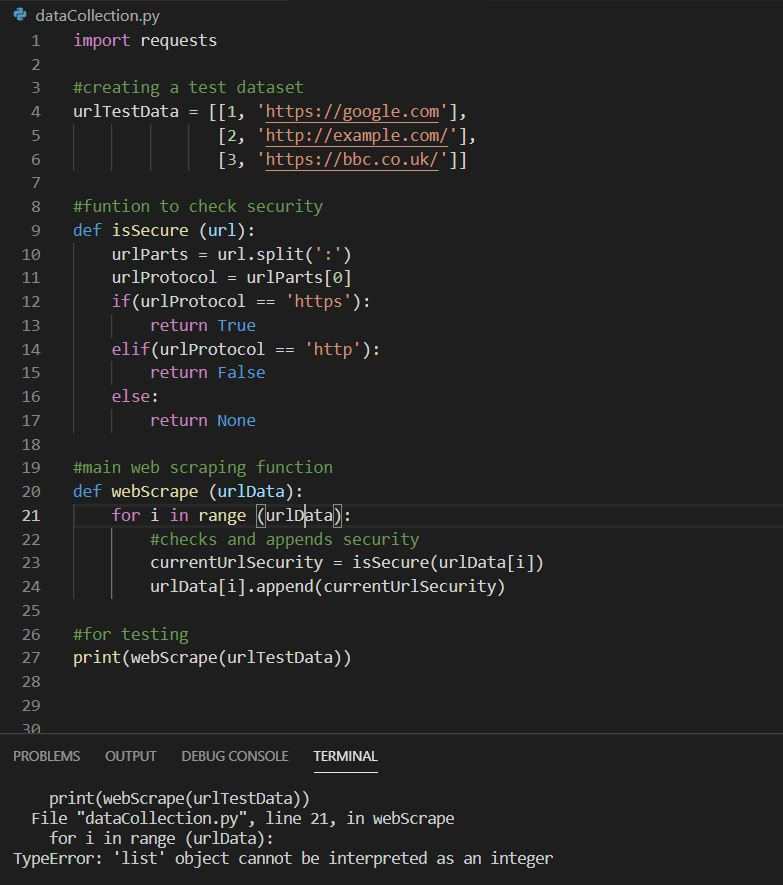 dataCollection.py
1 import requests
2
3 #creating a test dataset
4 urlTestData = [[1, 'https://google.com'],
5 [2, 'http://example.com/'],
6 [3, 'https://bbc.co.uk/']]
7
8 #funtion to check security
9 def isSecure (url):
10 urlParts = url.split(':')
11 urlProtocol = urlParts[0]
12 if(urlProtocol == 'https'):
13 return True
14 elif(urlProtocol == 'http'):
15 return False
16 else:
17 return None
18
19 #main web scraping function
20 def webScrape (urlData):
21 for i in range (urlData):
22 #checks and appends security
23 currentUrlSecurity = isSecure(urlData[i])
24 urlData[i].append(currentUrlSecurity)
25
26 #for testing
27 print(webScrape(urlTestData))
28
29
30
PROBLEMS OUTPUT DEBUG CONSOLE TERMINAL
print(webScrape(urlTestData))
File "dataCollection.py", line 21, in webScrape
for i in range (urlData):
TypeError: 'list' object cannot be interpreted as an integer